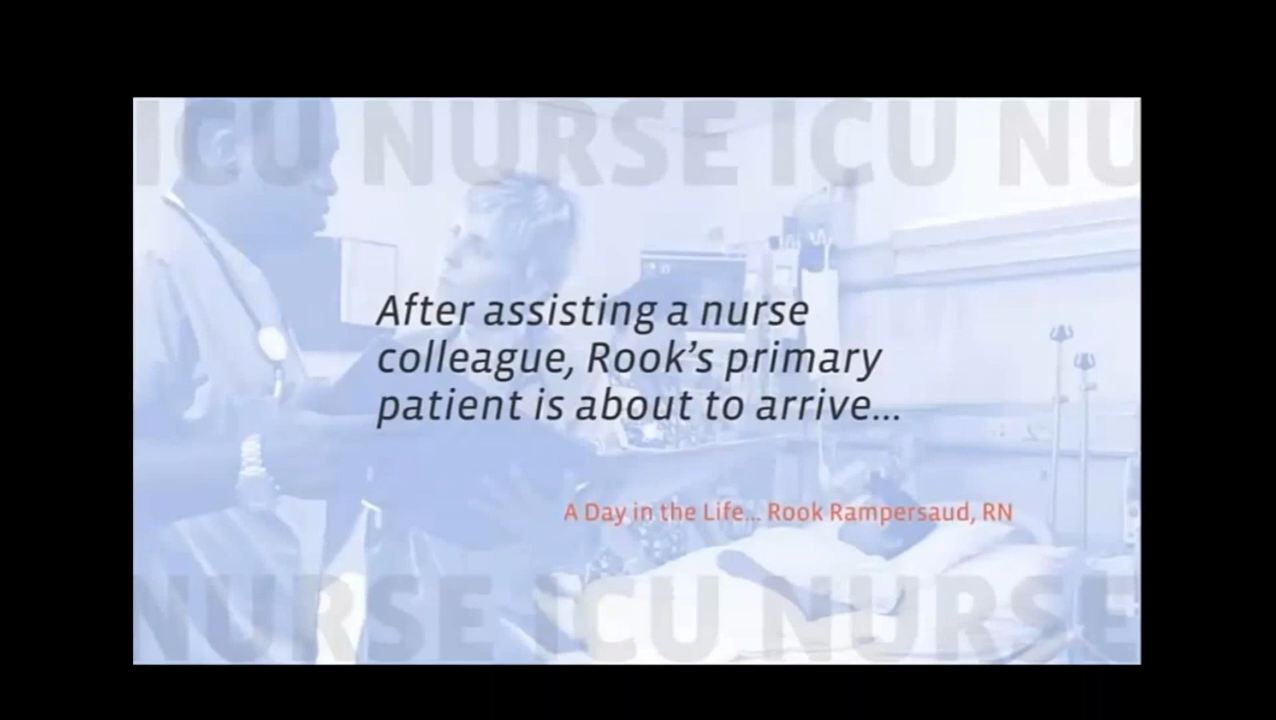 ICU NURSE ICU NU
After assisting a nurse
colleague, Rook's primary
patient is about to arrive...
A Day in the Life... Rook Rampersaud, RN
NURSE ICU NURSE